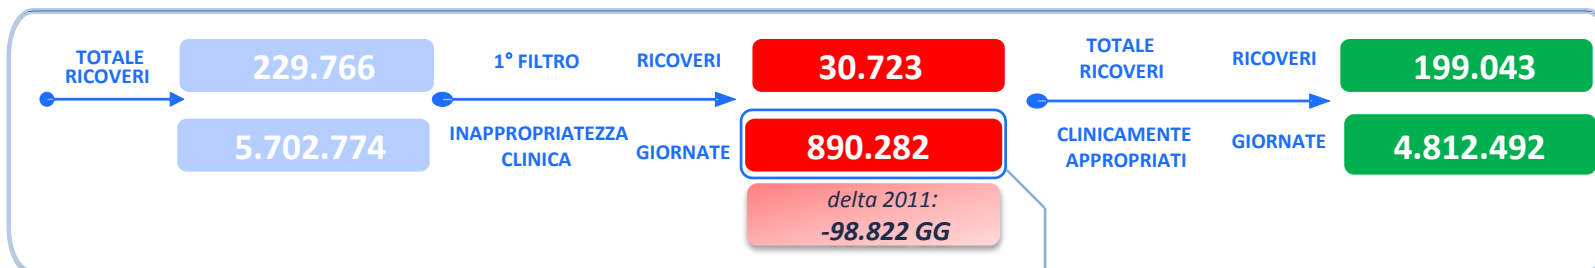 TOTALE
RICOVERI
229.766
5.702.774
1° FILTRO
INAPPROPRIATEZZA
CLINICA
RICOVERI
30.723
GIORNATE
890.282
delta 2011:
-98.822 GG
TOTALE
RICOVERI
CLINICAMENTE
APPROPRIATI
RICOVERI
199.043
GIORNATE
4.812.492